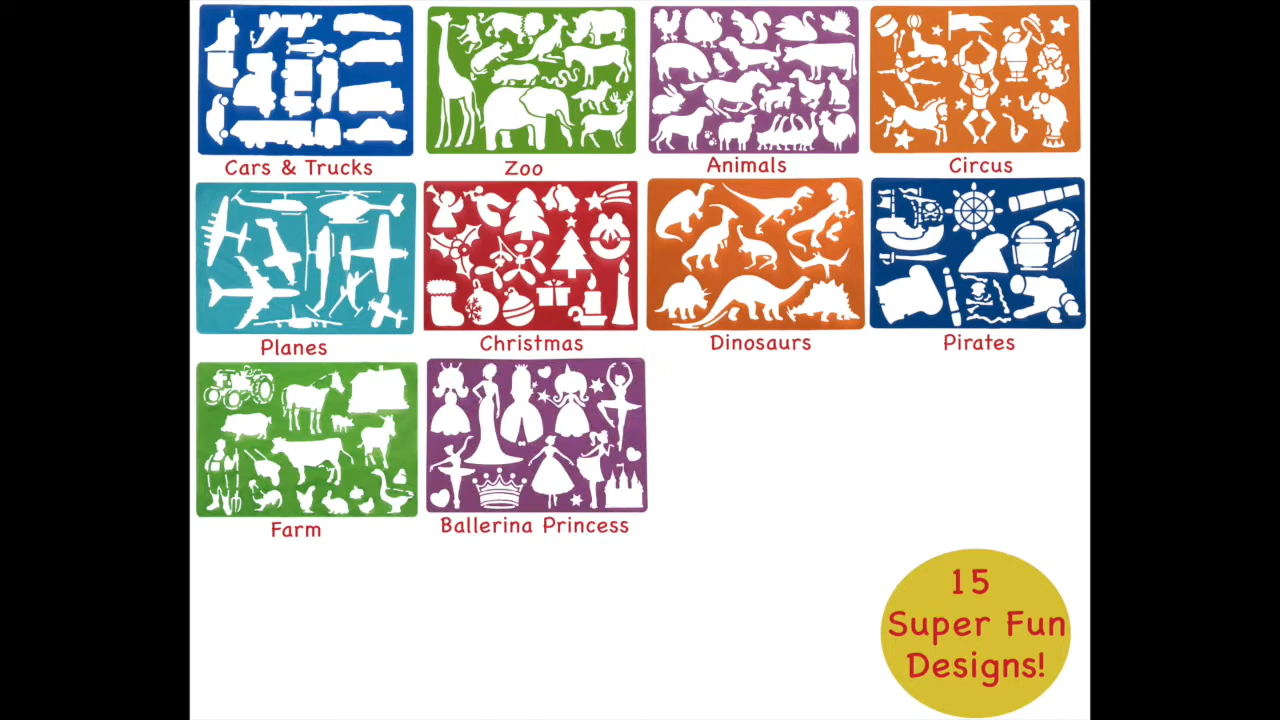 Cars & Trucks
Zoo
Animals
Circus
Planes
Christmas
Dinosaurs
Pirates
Farm
Ballerina Princess
15
Super Fun
Designs!